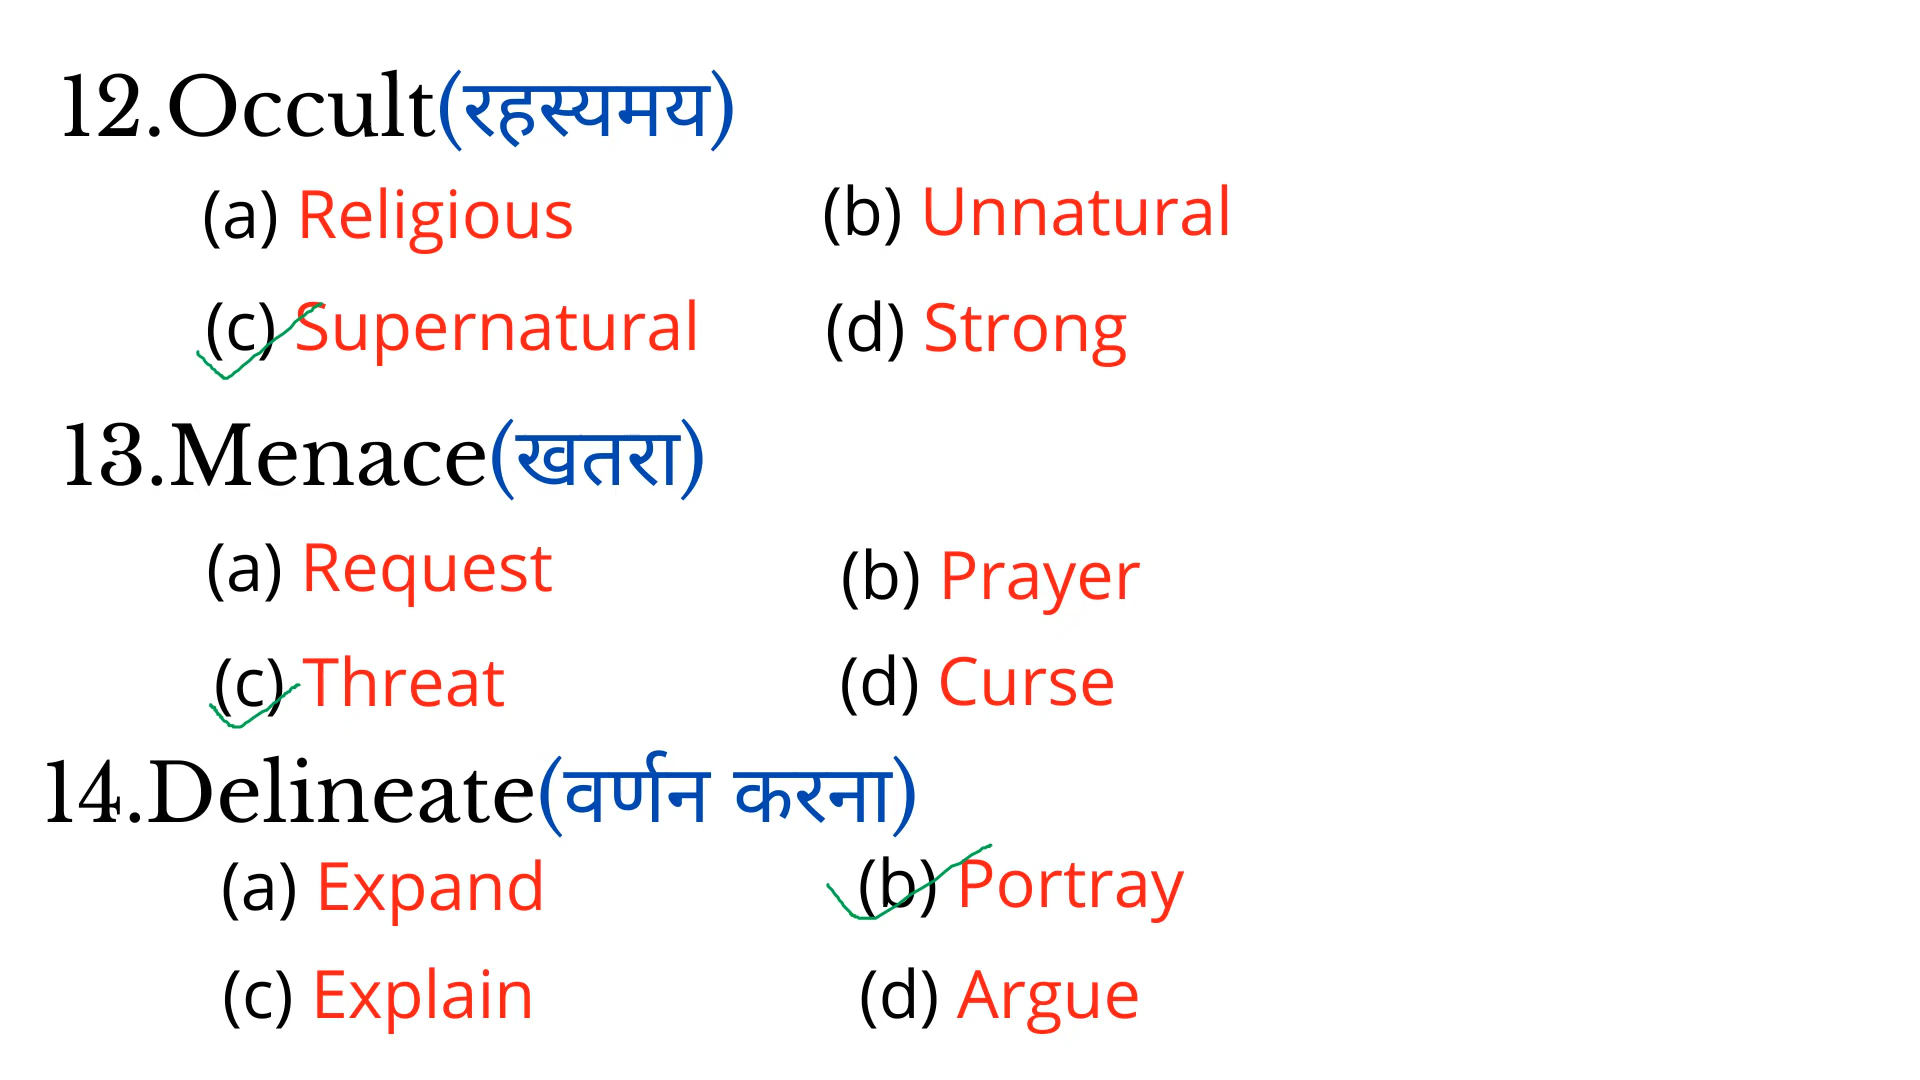 12.Occult(रहस्यमय)
(a) Religious (b) Unnatural
(c) Supernatural (d) Strong
13.Menace(खतरा)
(a) Request (b) Prayer
(c) Threat (d) Curse
14.Delineate(वर्णन करना)
(a) Expand (b) Portray
(c) Explain (d) Argue